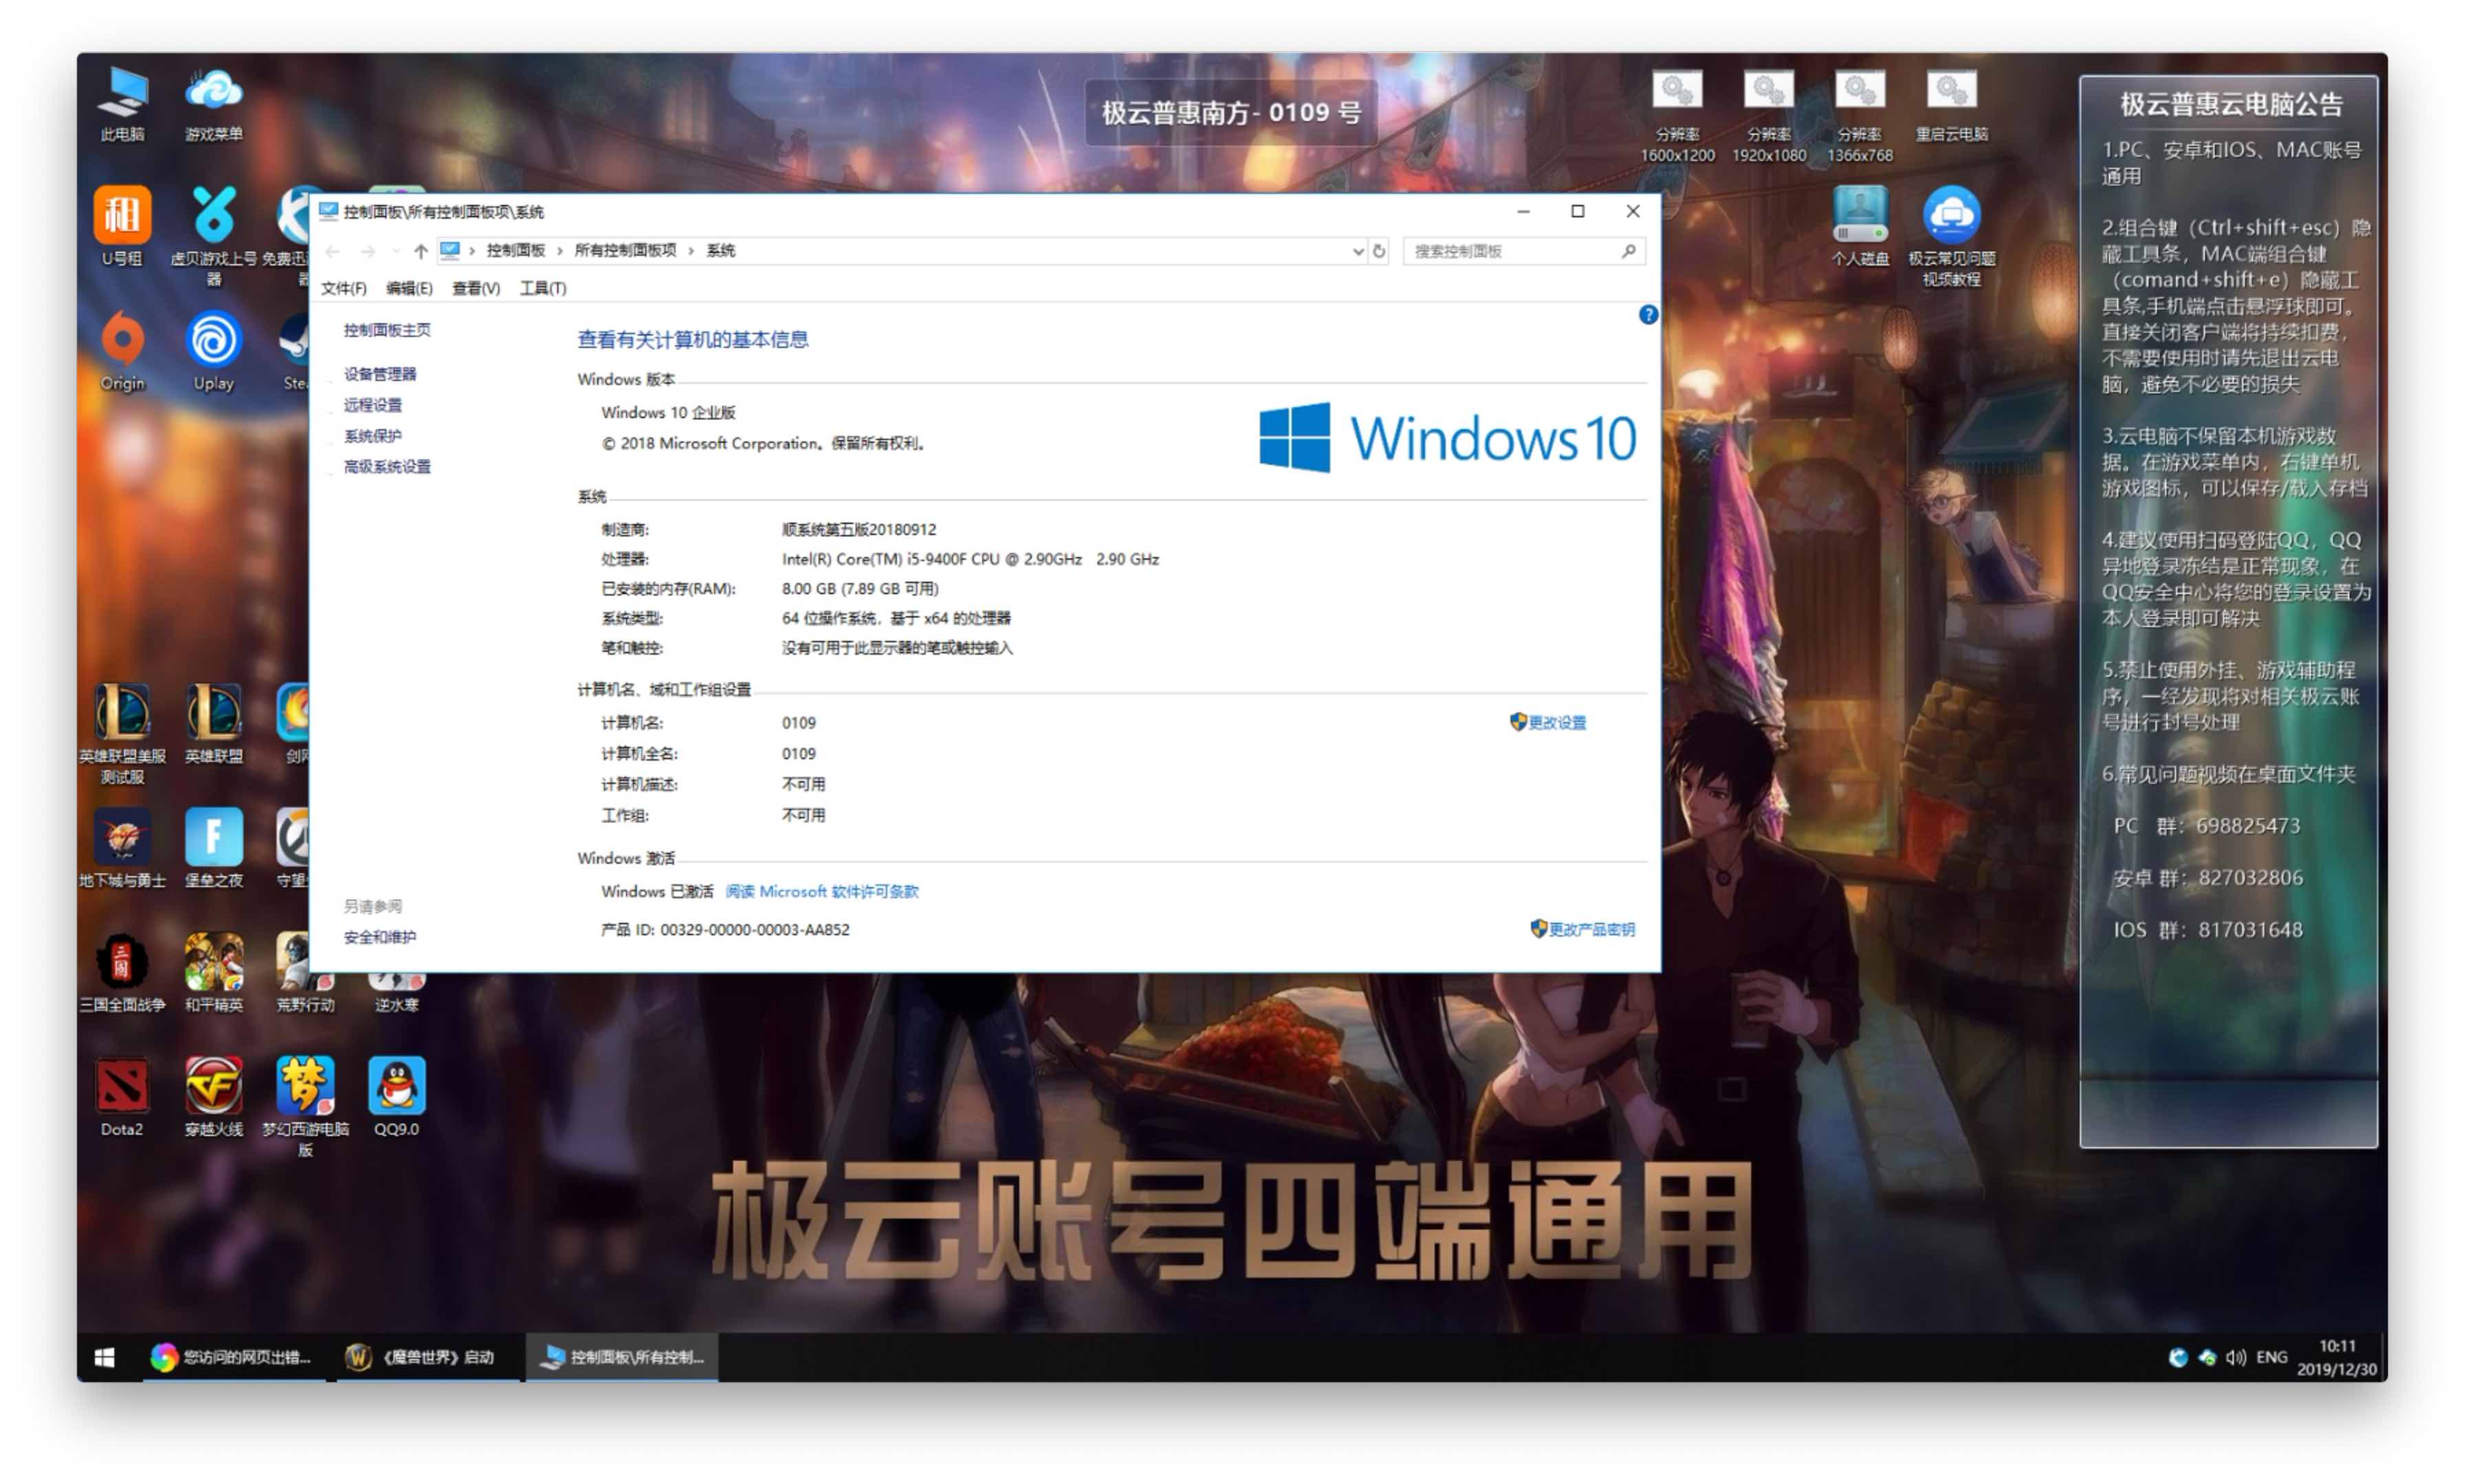 此电脑
游戏菜单
极云普惠南方- 0109 号
分辨率
1600x1200
分辨率
1920x1080
分辨率
1366x768
重启云电脑
U号租
虚贝游戏上号
器
免费迅
个人磁盘
极云常见问题
视频教程
Origin
Uplay
Stea
控制面板\所有控制面板项\系统
控制面板 › 所有控制面板项 › 系统
搜索控制面板
文件(F) 编辑(E) 查看(V) 工具(T)
控制面板主页
设备管理器
远程设置
系统保护
高级系统设置
另请参阅
安全和维护
查看有关计算机的基本信息
Windows 版本
Windows 10 企业版
© 2018 Microsoft Corporation。保留所有权利。
Windows 10
系统
制造商: 顺系统第五版20180912
处理器: Intel(R) Core(TM) i5-9400F CPU @ 2.90GHz 2.90 GHz
已安装的内存(RAM): 8.00 GB (7.89 GB 可用)
系统类型: 64 位操作系统，基于 x64 的处理器
笔和触控: 没有可用于此显示器的笔或触控输入
计算机名、域和工作组设置
计算机名: 0109
更改设置
计算机全名: 0109
计算机描述: 不可用
工作组: 不可用
Windows 激活
Windows 已激活 阅读 Microsoft 软件许可条款
产品 ID: 00329-00000-00003-AA852
更改产品密钥
英雄联盟美服
测试服
英雄联盟
剑网
地下城与勇士
堡垒之夜
守望
三国全面战争
和平精英
荒野行动
逆水寒
Dota2
穿越火线
梦幻西游电脑
版
QQ9.0
极云普惠云电脑公告
1.PC、安卓和IOS、MAC账号
通用
2.组合键（Ctrl+shift+esc）隐
藏工具条，MAC端组合键
（comand+shift+e）隐藏工
具条,手机端点击悬浮球即可。
直接关闭客户端将持续扣费，
不需要使用时请先退出云电
脑，避免不必要的损失
3.云电脑不保留本机游戏数
据。在游戏菜单内，右键单机
游戏图标，可以保存/载入存档
4.建议使用扫码登陆QQ，QQ
异地登录冻结是正常现象，在
QQ安全中心将您的登录设置为
本人登录即可解决
5.禁止使用外挂、游戏辅助程
序，一经发现将对相关极云账
号进行封号处理
6.常见问题视频在桌面文件夹
PC 群：698825473
安卓 群：827032806
IOS 群：817031648
极云账号四端通用
您访问的网页出错...
《魔兽世界》启动
控制面板\所有控制...
ENG
10:11
2019/12/30